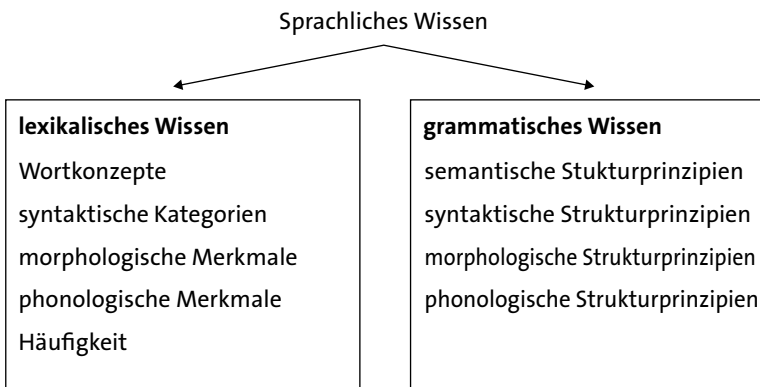 Sprachliches Wissen
lexikalisches Wissen
Wortkonzepte
syntaktische Kategorien
morphologische Merkmale
phonologische Merkmale
Häufigkeit
grammatisches Wissen
semantische Stukturprinzipien
syntaktische Strukturprinzipien
morphologische Strukturprinzipien
phonologische Strukturprinzipien